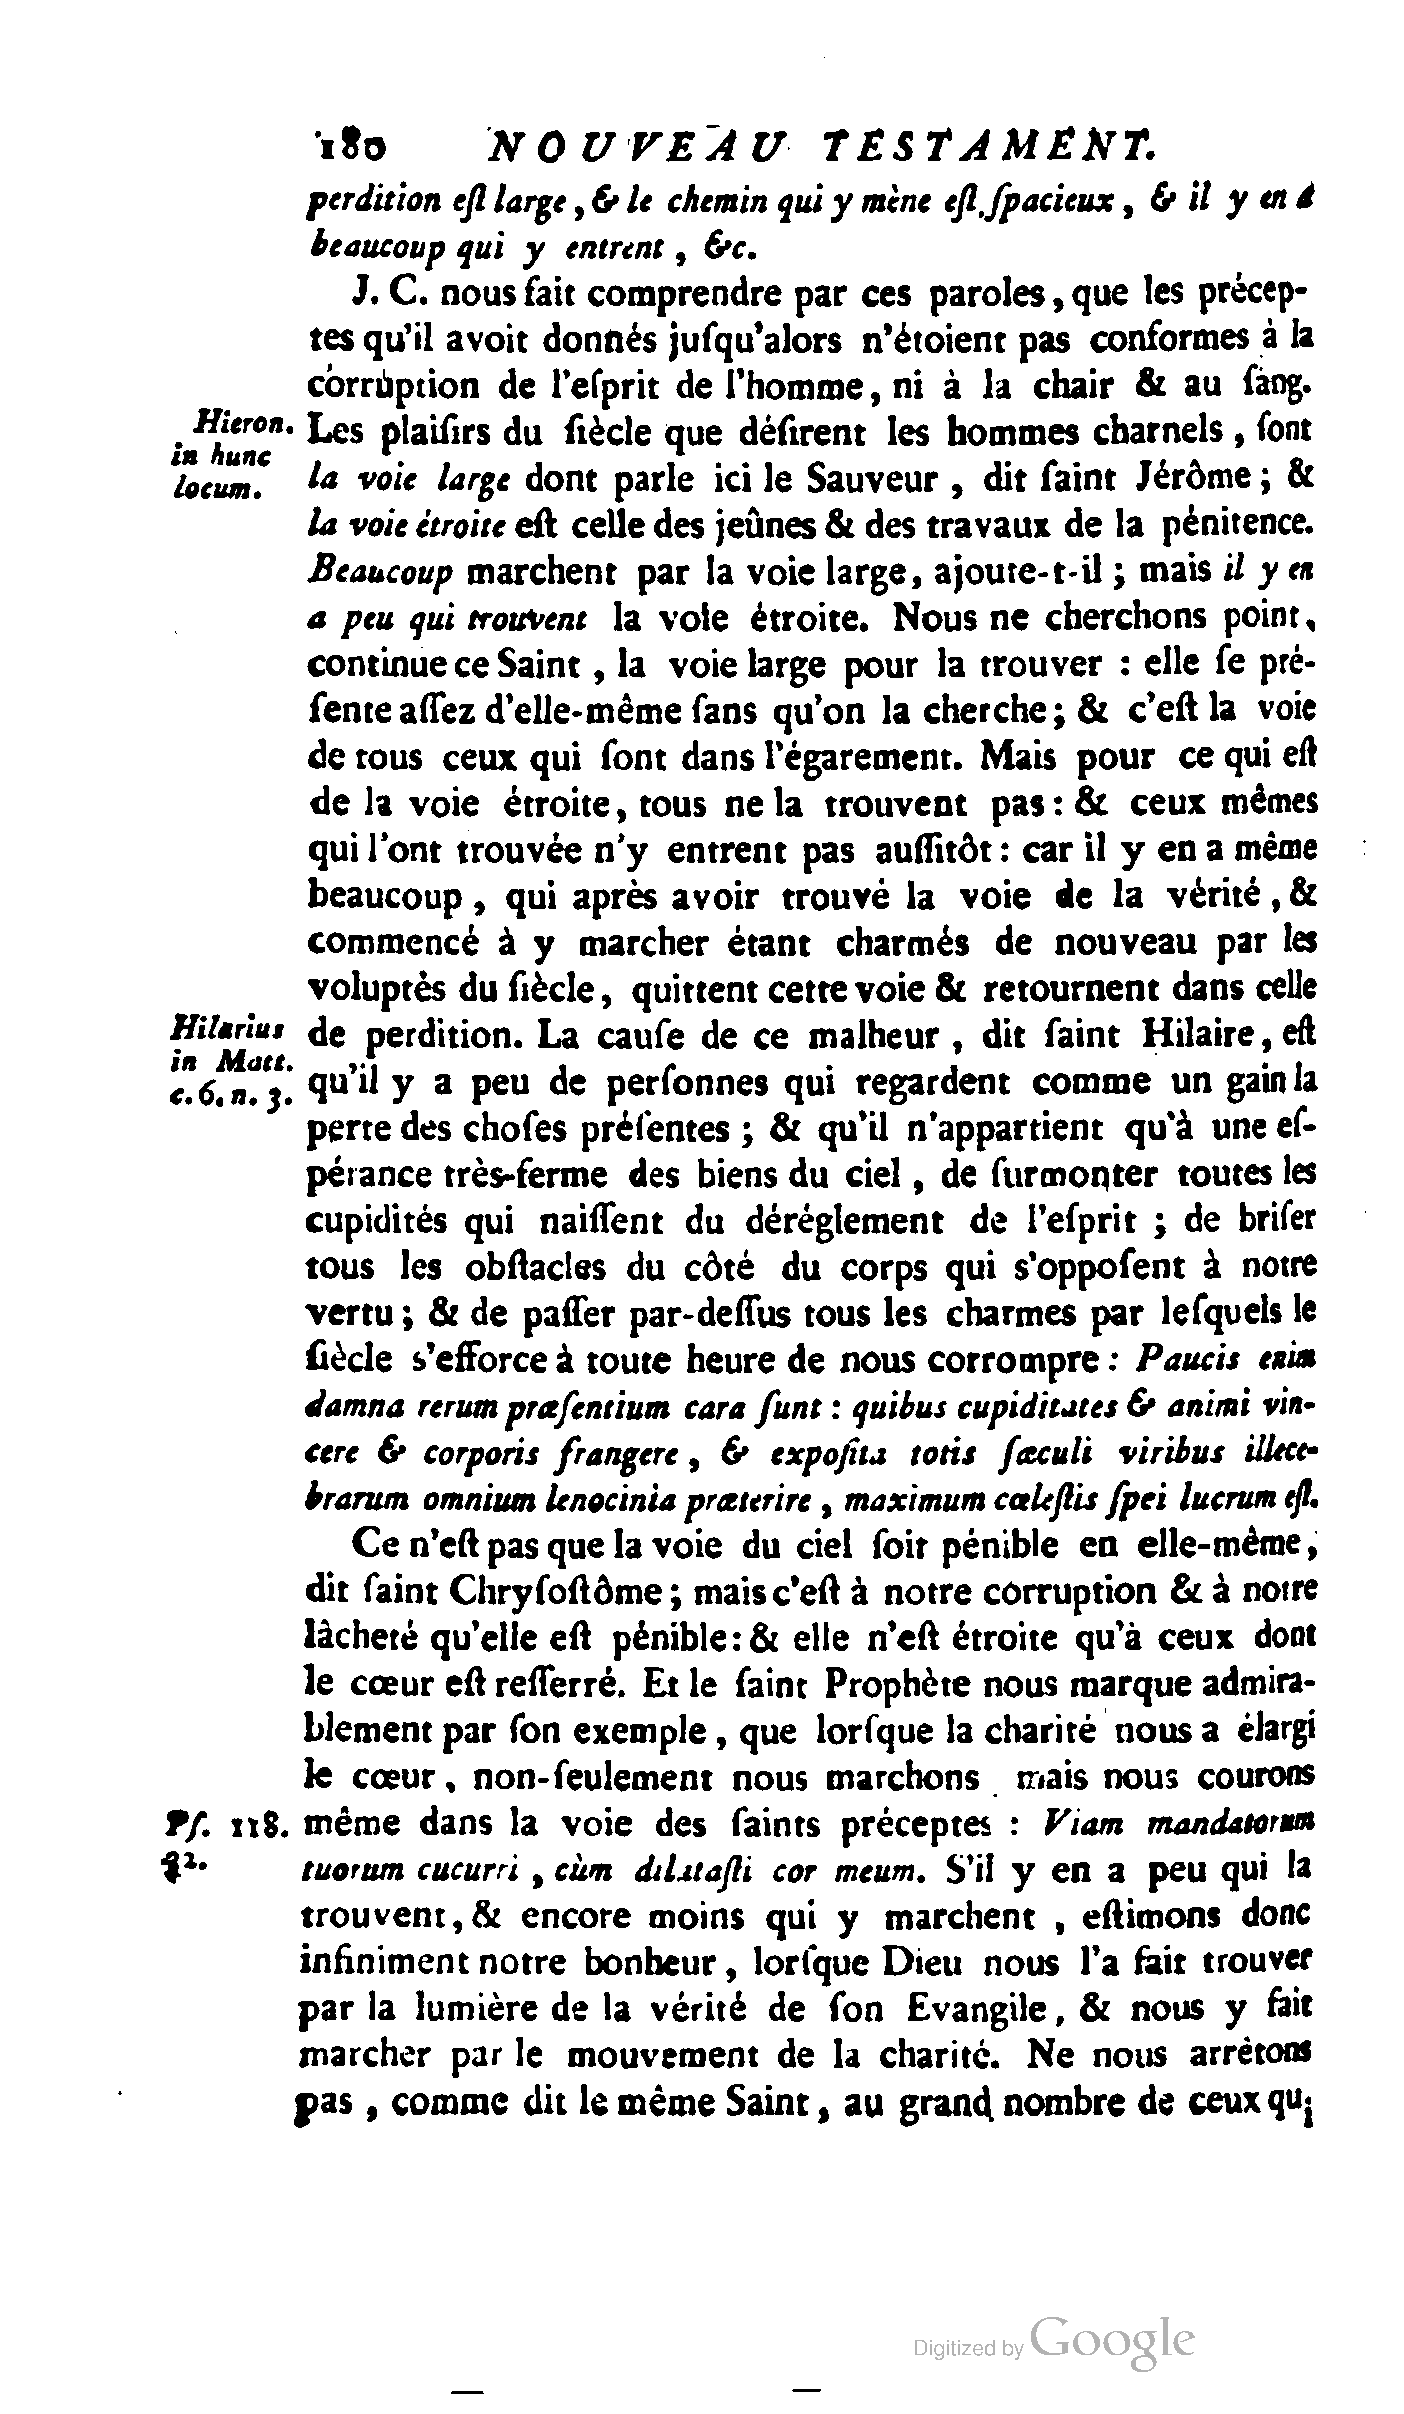 180 NOUVEAU TESTAMENT.
perdition eſt large, & le chemin qui y mène eſt ſpacieux, & il y en a
beaucoup qui y entrent, &c.
J. C. nous fait comprendre par ces paroles, que les précep-
tes qu'il avoit donnés juſqu'alors n'étoient pas conformes à la
corruption de l'eſprit de l'homme, ni à la chair & au ſang.
Hieron.
in hunc
locum.
Les plaiſirs du ſiècle que déſirent les hommes charnels, ſont
la voie large dont parle ici le Sauveur, dit ſaint Jérôme; &
la voie étroite eſt celle des jeûnes & des travaux de la pénitence.
Beaucoup marchent par la voie large, ajoute-t-il; mais il y en
a peu qui trouvent la voie étroite. Nous ne cherchons point,
continue ce Saint, la voie large pour la trouver : elle ſe pré-
ſente aſſez d'elle-même ſans qu'on la cherche; & c'eſt la voie
de tous ceux qui ſont dans l'égarement. Mais pour ce qui eſt
de la voie étroite, tous ne la trouvent pas : & ceux mêmes
qui l'ont trouvée n'y entrent pas auſſitôt : car il y en a même
beaucoup, qui après avoir trouvé la voie de la vérité, &
commencé à y marcher étant charmés de nouveau par les
voluptés du ſiècle, quittent cette voie & retournent dans celle
Hilarius
in Matt.
c. 6. n. 3.
de perdition. La cauſe de ce malheur, dit ſaint Hilaire, eſt
qu'il y a peu de perſonnes qui regardent comme un gain la
perte des choſes préſentes; & qu'il n'appartient qu'à une eſ-
pérance très-ferme des biens du ciel, de ſurmonter toutes les
cupidités qui naiſſent du déréglement de l'eſprit; de briſer
tous les obſtacles du côté du corps qui s'oppoſent à notre
vertu; & de paſſer par-deſſus tous les charmes par leſquels le
ſiècle s'efforce à toute heure de nous corrompre : Paucis enim
damna rerum præſentium cara ſunt : quibus cupiditates & animi vin-
cere & corporis frangere, & expoſita totis ſæculi viribus illece-
brarum omnium lenocinia præterire, maximum cœleſtis ſpei lucrum eſt.
Ce n'eſt pas que la voie du ciel ſoit pénible en elle-même,
dit ſaint Chryſoſtôme; mais c'eſt à notre corruption & à notre
lâcheté qu'elle eſt pénible : & elle n'eſt étroite qu'à ceux dont
le cœur eſt reſſerré. Et le ſaint Prophète nous marque admira-
blement par ſon exemple, que lorſque la charité nous a élargi
le cœur, non-ſeulement nous marchons mais nous courons
Pſ. 118.
℣2.
même dans la voie des ſaints préceptes : Viam mandatorum
tuorum cucurri, cùm dilataſti cor meum. S'il y en a peu qui la
trouvent, & encore moins qui y marchent, eſtimons donc
infiniment notre bonheur, lorſque Dieu nous l'a fait trouver
par la lumière de la vérité de ſon Evangile, & nous y fait
marcher par le mouvement de la charité. Ne nous arrêtons
pas, comme dit le même Saint, au grand nombre de ceux qui
Digitized by Google